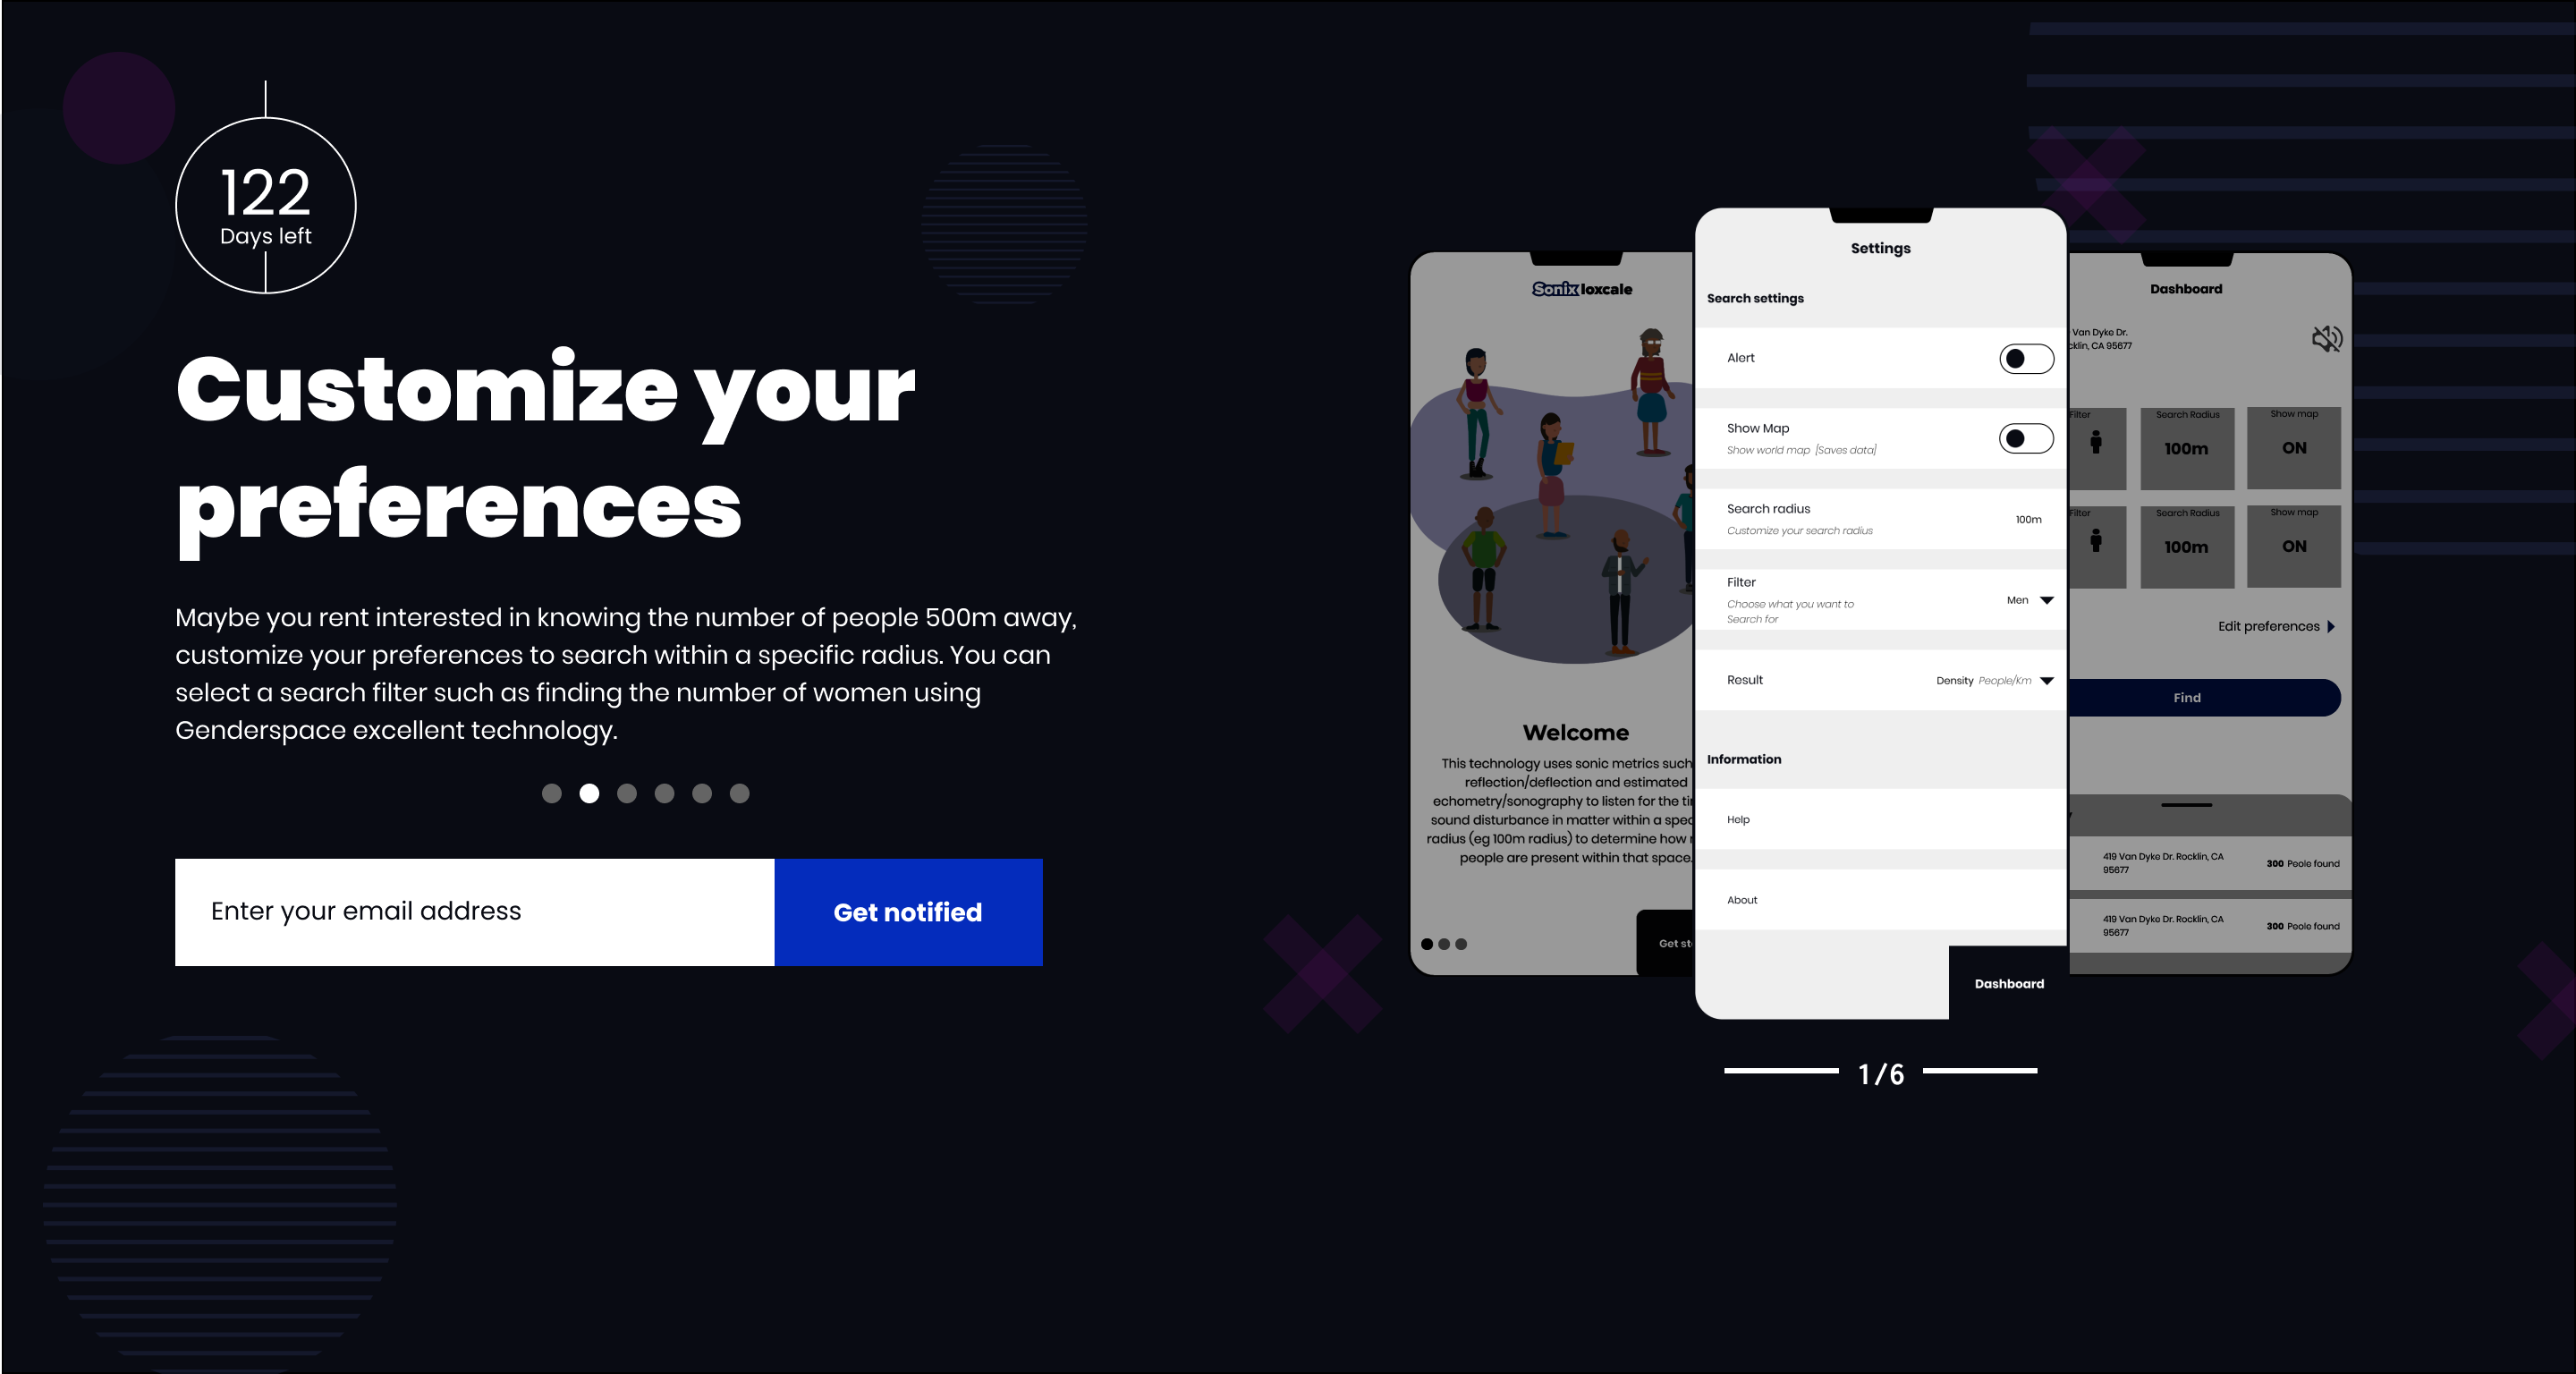 122
Days left
Customize your
preferences
Maybe you rent interested in knowing the number of people 500m away,
customize your preferences to search within a specific radius. You can
select a search filter such as finding the number of women using
Genderspace excellent technology.
Enter your email address
Get notified
Sonix loxcale
Welcome
This technology uses sonic metrics such
reflection/deflection and estimated
echometry/sonography to listen for the
sound disturbance in matter within a
radius (eg 100m radius) to determine how
people are present within that space.
Get
Settings
Search settings
Alert
Show Map
Show world map [Saves data]
Search radius
Customize your search radius
100m
Filter
Choose what you want to
Search for
Men
Result
Density People/Km
Information
Help
About
Dashboard
1/6
Dashboard
Van Dyke Dr.
CA 95677
Filter
Search Radius
100m
Show map
ON
Filter
Search Radius
100m
Show map
ON
Edit preferences
Find
419 Van Dyke Dr. Rocklin, CA
95677
300 Peole found
419 Van Dyke Dr. Rocklin, CA
95677
300 Peole found